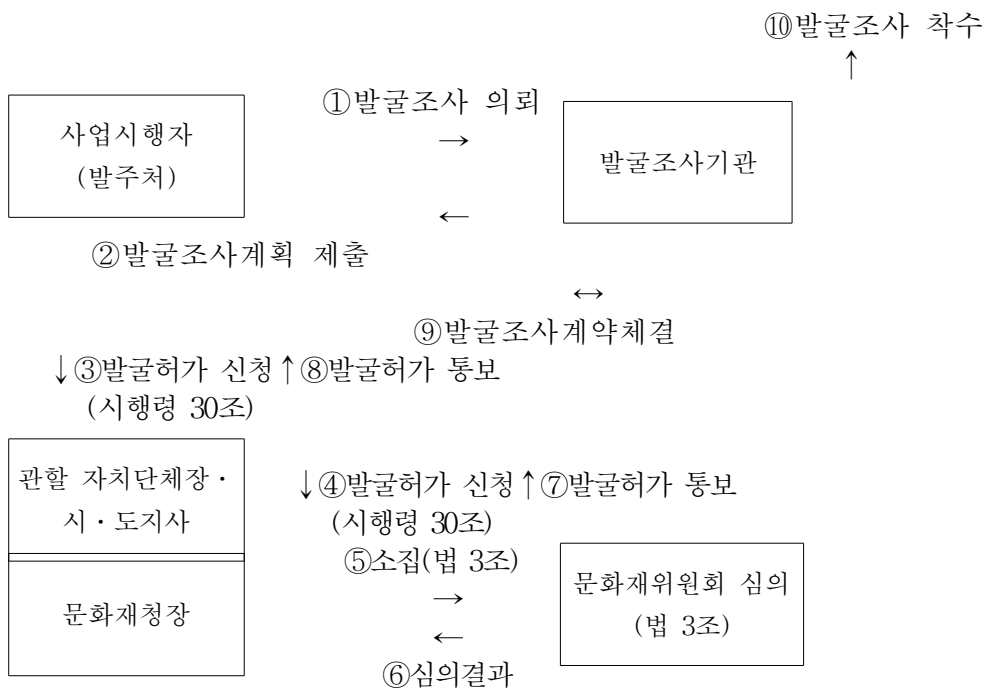 ⑩발굴조사 착수
↑
①발굴조사 의뢰
→
사업시행자
(발주처)
발굴조사기관
←
②발굴조사계획 제출
↔
⑨발굴조사계약체결
↓③발굴허가 신청↑⑧발굴허가 통보
(시행령 30조)
관할 자치단체장·
시·도지사
↓④발굴허가 신청↑⑦발굴허가 통보
(시행령 30조)
⑤소집(법 3조)
→
문화재청장
문화재위원회 심의
(법 3조)
←
⑥심의결과